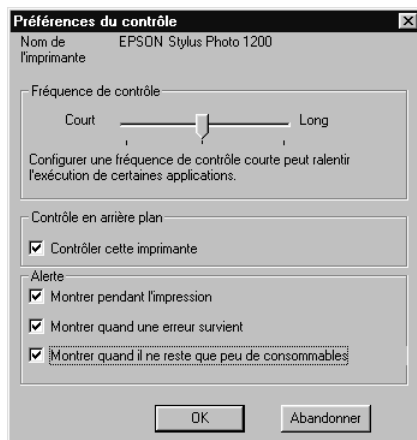 Préférences du contrôle
Nom de l'imprimante EPSON Stylus Photo 1200
Fréquence de contrôle
Court Long
Configurer une fréquence de contrôle courte peut ralentir
l'exécution de certaines applications.
Contrôle en arrière plan
Contrôler cette imprimante
Alerte
Montrer pendant l'impression
Montrer quand une erreur survient
Montrer quand il ne reste que peu de consommables
OK Abandonner